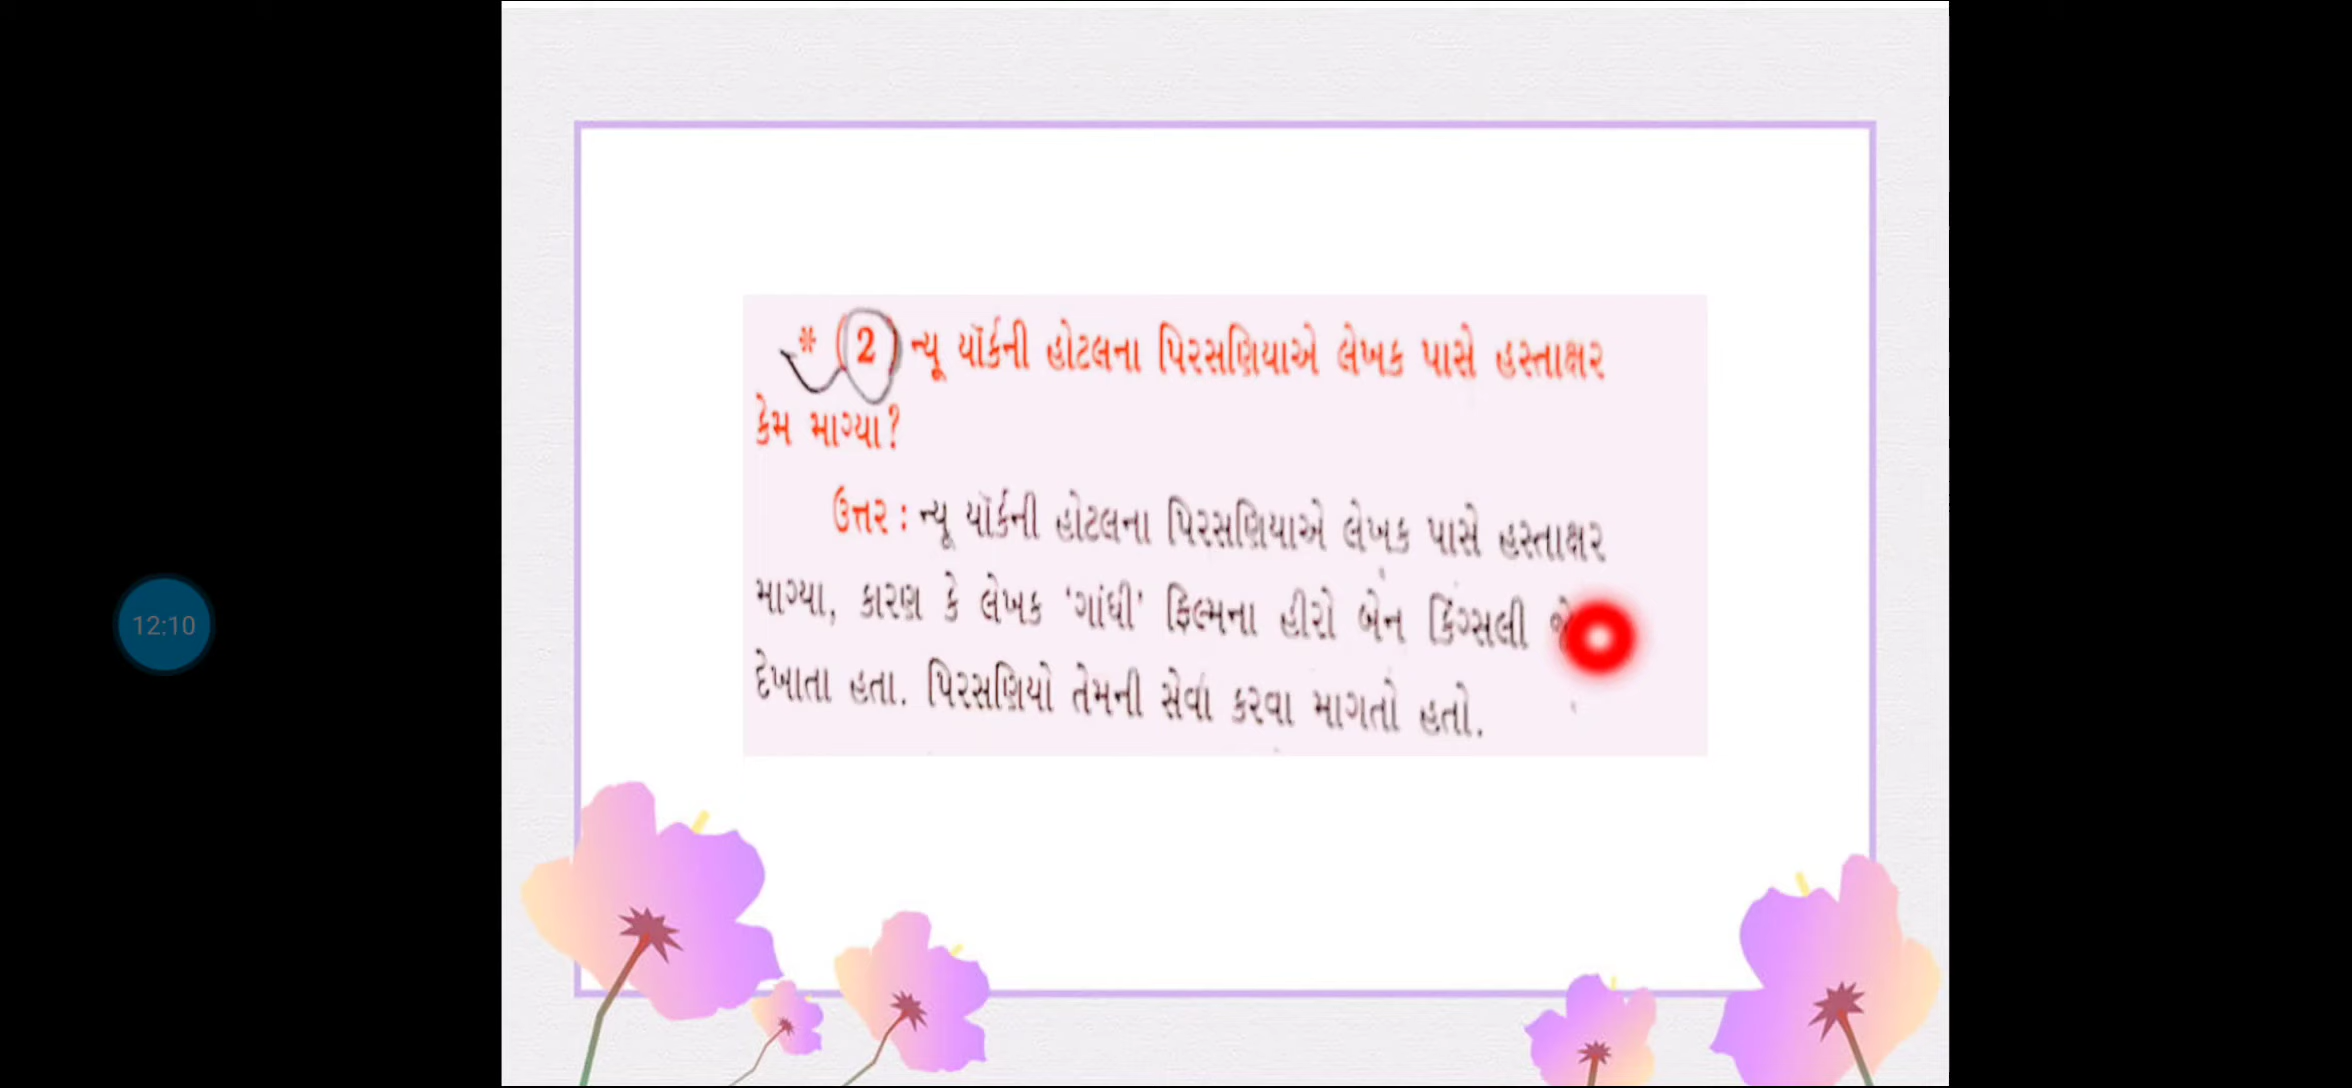 * (2) ન્યૂ યૉર્કની હોટલના પિરસણિયાએ લેખક પાસે હસ્તાક્ષર
કેમ માગ્યા?
ઉત્તર : ન્યૂ યૉર્કની હોટલના પિરસણિયાએ લેખક પાસે હસ્તાક્ષર
માગ્યા, કારણ કે લેખક ‘ગાંધી’ ફિલ્મના હીરો બેન કિંગ્સલી
દેખાતા હતા. પિરસણિયો તેમની સેવા કરવા માગતો હતો.
12:10